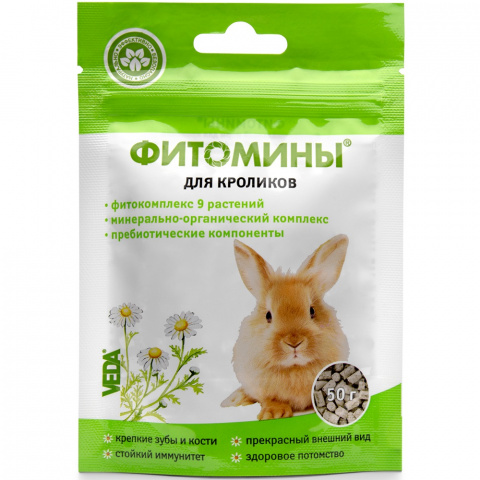 ФИТОМИНЫ®
ДЛЯ КРОЛИКОВ
• фитокомплекс 9 растений
• минерально-органический комплекс
• пребиотические компоненты
VEDA®
50 г
крепкие зубы и кости
прекрасный внешний вид
стойкий иммунитет
здоровое потомство